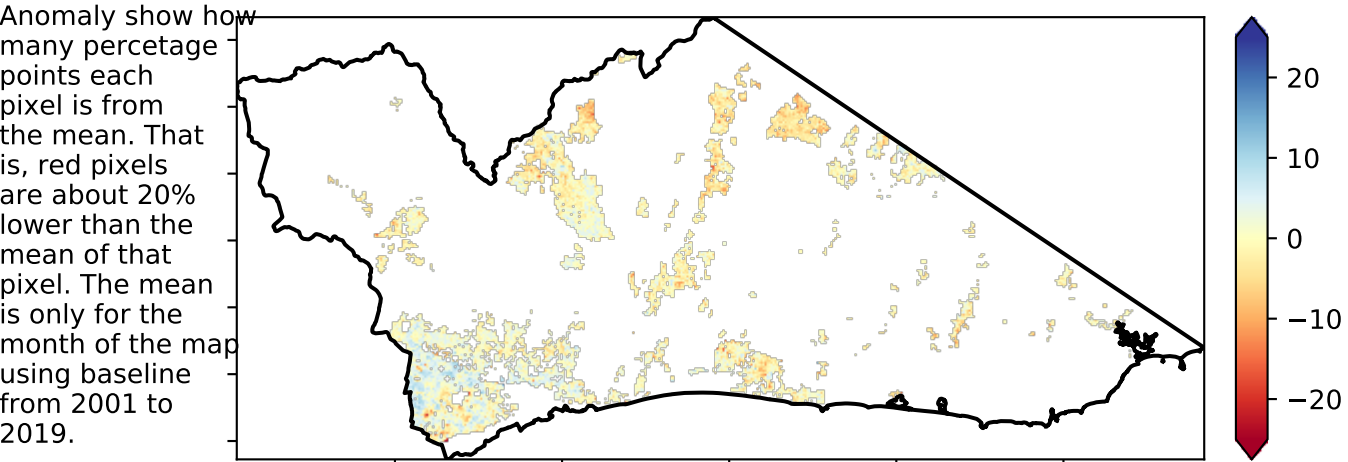 Anomaly show how
many percetage
points each
pixel is from
the mean. That
is, red pixels
are about 20%
lower than the
mean of that
pixel. The mean
is only for the
month of the map
using baseline
from 2001 to
2019.
20
10
0
−10
−20